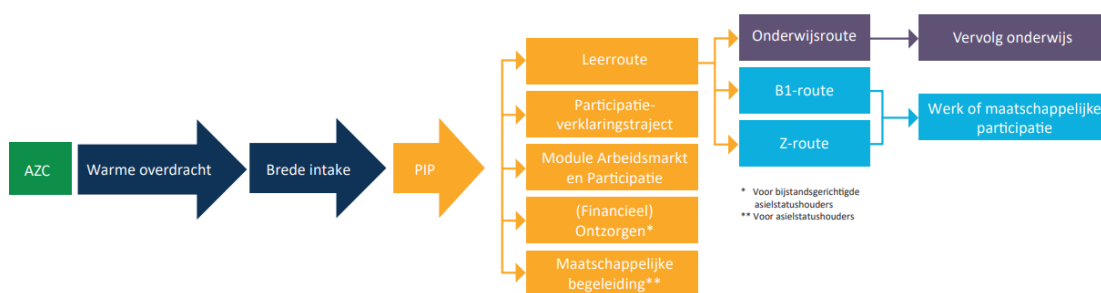 AZC
Warme overdracht
Brede intake
PIP
Leerroute
Participatie-
verklaringstraject
Module Arbeidsmarkt
en Participatie
(Financieel)
Ontzorgen*
Maatschappelijke
begeleiding**
Onderwijsroute
B1-route
Z-route
Vervolg onderwijs
Werk of maatschappelijke
participatie
* Voor bijstandsgerichtigde
asielstatushouders
** Voor asielstatushouders